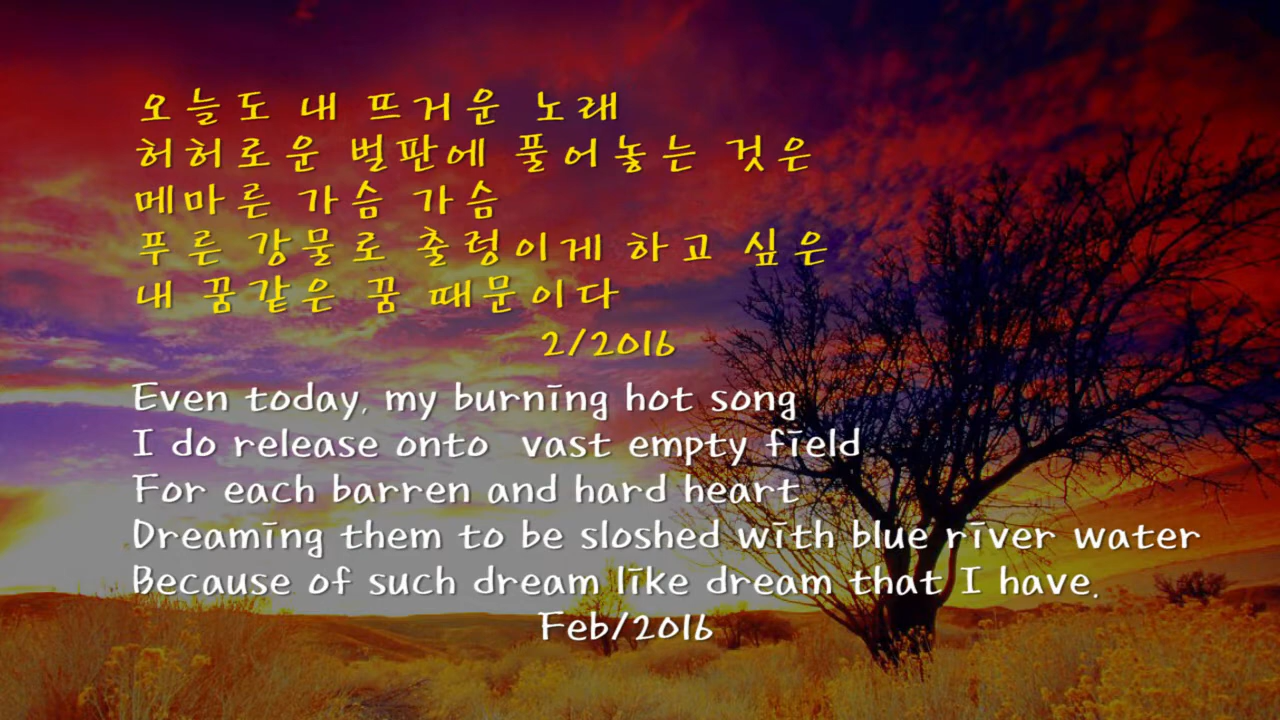 오늘도 내 뜨거운 노래
허허로운 벌판에 풀어놓는 것은
메마른 가슴 가슴
푸른 강물로 출렁이게 하고 싶은
내 꿈같은 꿈 때문이다
2/2016
Even today, my burning hot song
I do release onto vast empty field
For each barren and hard heart
Dreaming them to be sloshed with blue river water
Because of such dream like dream that I have.
Feb/2016